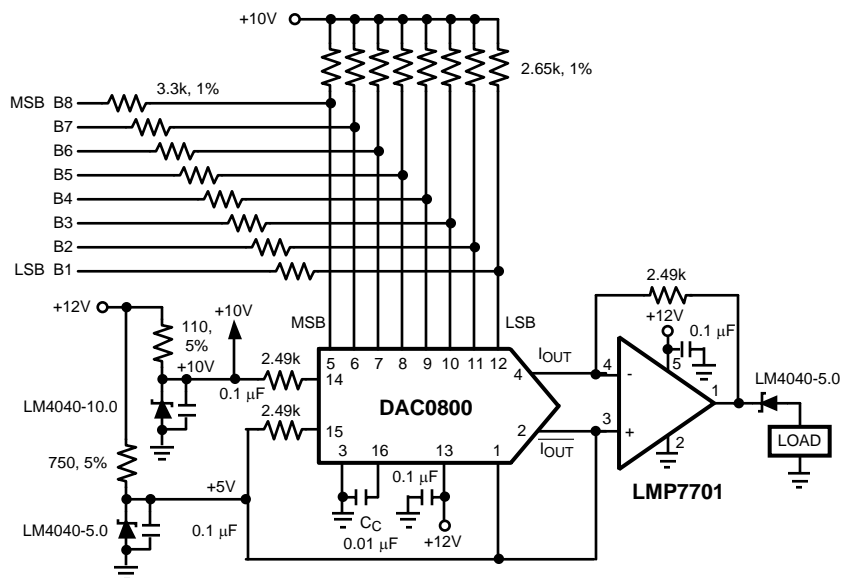 +10V
2.65k, 1%
MSB B8
3.3k, 1%
B7
B6
B5
B4
B3
B2
LSB B1
+12V
110,
5%
+10V
+10V
0.1 µF
LM4040-10.0
750, 5%
+5V
LM4040-5.0
0.1 µF
2.49k
2.49k
MSB
LSB
5 6 7 8 9 10 11 12
14
15
4
2
DAC0800
3 16 13 1
0.1 µF
CC
0.01 µF
+12V
IOUT
IOUT
2.49k
+12V
0.1 µF
5
4
-
3
+
1
2
LMP7701
LM4040-5.0
LOAD